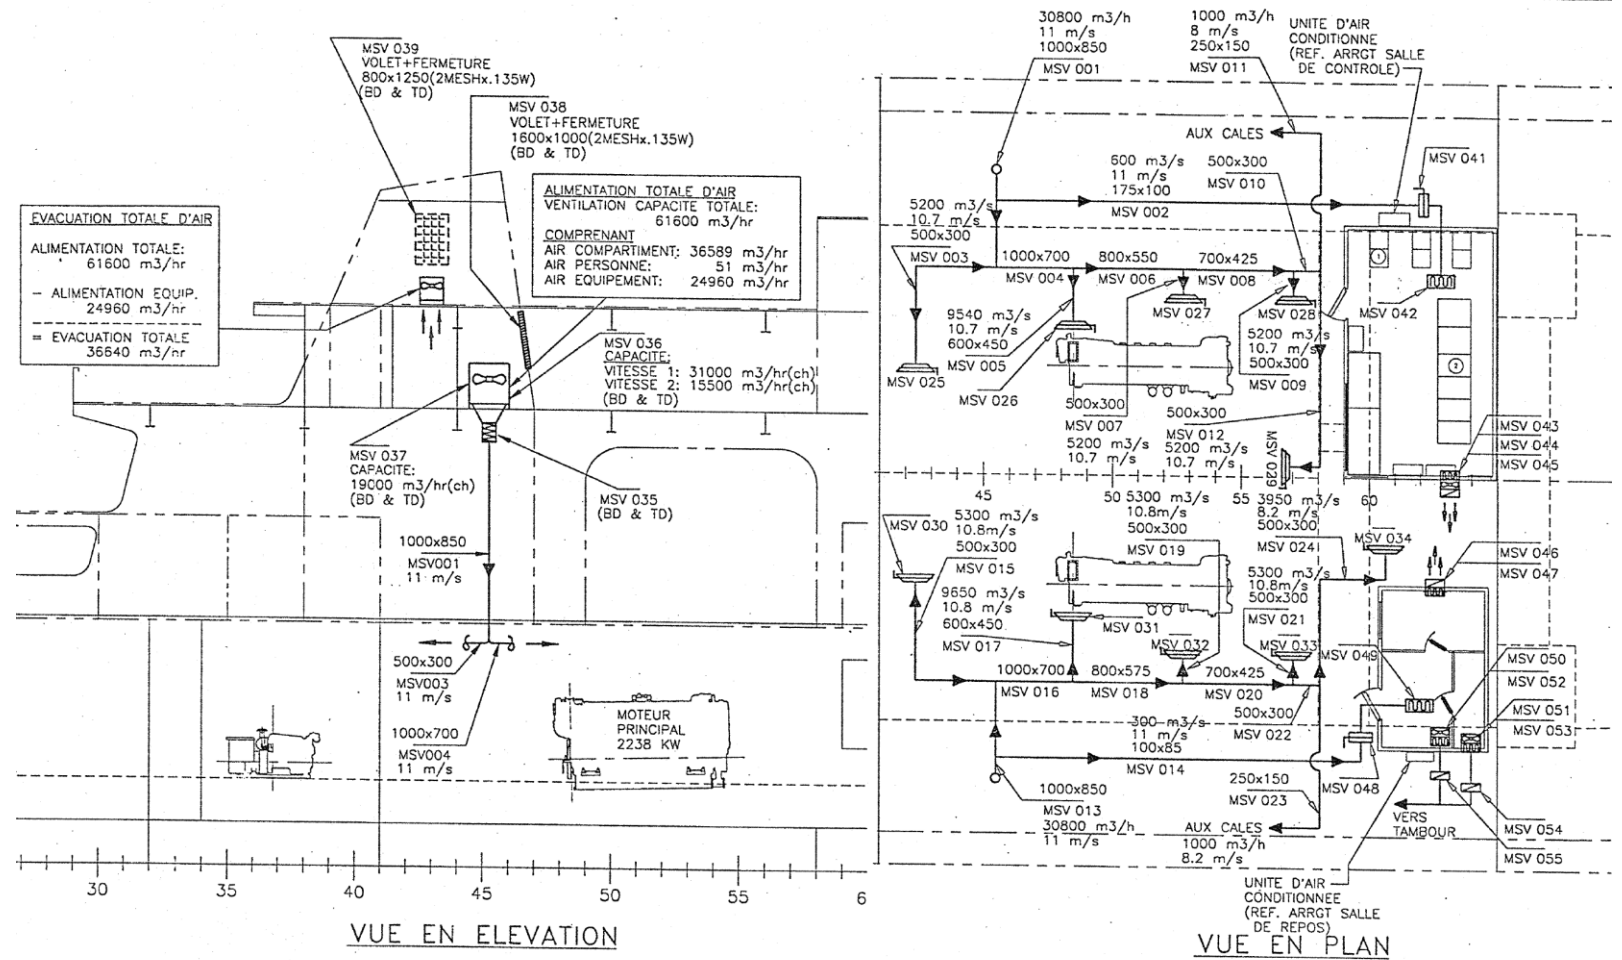 MSV 039
VOLET+FERMETURE
800x1250(2MESHx.135W)
(BD & TD)
MSV 038
VOLET+FERMETURE
1600x1000(2MESHx.135W)
(BD & TD)
EVACUATION TOTALE D'AIR
ALIMENTATION TOTALE:
61600 m3/hr
- ALIMENTATION EQUIP.
24960 m3/hr
= EVACUATION TOTALE
36640 m3/hr
ALIMENTATION TOTALE D'AIR
VENTILATION CAPACITE TOTALE:
61600 m3/hr
COMPRENANT
AIR COMPARTIMENT: 36589 m3/hr
AIR PERSONNE: 51 m3/hr
AIR EQUIPEMENT: 24960 m3/hr
MSV 036
CAPACITE:
VITESSE 1: 31000 m3/hr(ch)
VITESSE 2: 15500 m3/hr(ch)
(BD & TD)
MSV 037
CAPACITE:
19000 m3/hr(ch)
(BD & TD)
MSV 035
(BD & TD)
1000x850
MSV001
11 m/s
500x300
MSV003
11 m/s
1000x700
MSV004
11 m/s
MOTEUR
PRINCIPAL
2238 KW
30 35 40 45 50 55 6
VUE EN ELEVATION
30800 m3/h
11 m/s
1000x850
MSV 001
1000 m3/h
8 m/s
250x150
MSV 011
UNITE D'AIR
CONDITIONNE
(REF. ARRGT SALLE
DE CONTROLE)
AUX CALES
MSV 041
600 m3/s
11 m/s
175x100
MSV 002
500x300
MSV 010
5200 m3/s
10.7 m/s
500x300
MSV 003
1000x700
MSV 004
800x550
MSV 006
700x425
MSV 008
1
MSV 027
MSV 028
MSV 042
9540 m3/s
10.7 m/s
600x450
MSV 005
5200 m3/s
10.7 m/s
500x300
MSV 009
2
MSV 025
MSV 026
500x300
MSV 007
5200 m3/s
10.7 m/s
500x300
MSV 012
5200 m3/s
10.7 m/s
MSV 029
MSV 043
MSV 044
MSV 045
45 50 55 60
MSV 030
5300 m3/s
10.8m/s
500x300
MSV 015
5300 m3/s
10.8m/s
500x300
MSV 019
3950 m3/s
8.2 m/s
500x300
MSV 024
MSV 034
MSV 046
MSV 047
9650 m3/s
10.8 m/s
600x450
MSV 017
5300 m3/s
10.8m/s
500x300
MSV 021
MSV 031
MSV 032
MSV 033
MSV 049
MSV 050
MSV 052
MSV 051
MSV 053
1000x700
MSV 016
800x575
MSV 018
700x425
MSV 020
500x300
MSV 022
300 m3/s
11 m/s
100x85
MSV 014
1000x850
MSV 013
30800 m3/h
11 m/s
250x150
MSV 023
AUX CALES
1000 m3/h
8.2 m/s
MSV 048
VERS
TAMBOUR
MSV 054
MSV 055
UNITE D'AIR
CONDITIONNEE
(REF. ARRGT SALLE
DE REPOS)
VUE EN PLAN